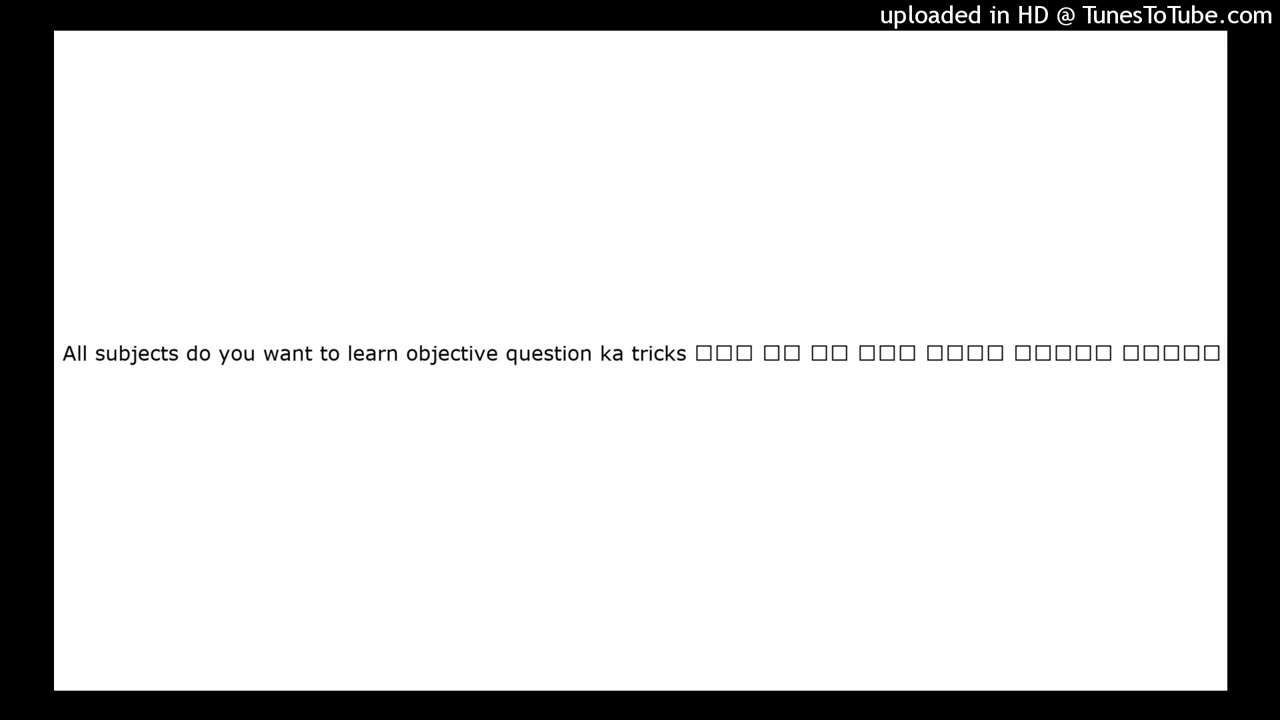 uploaded in HD @ TunesToTube.com
All subjects do you want to learn objective question ka tricks □□□ □□ □□ □□□ □□□□ □□□□□ □□□□□